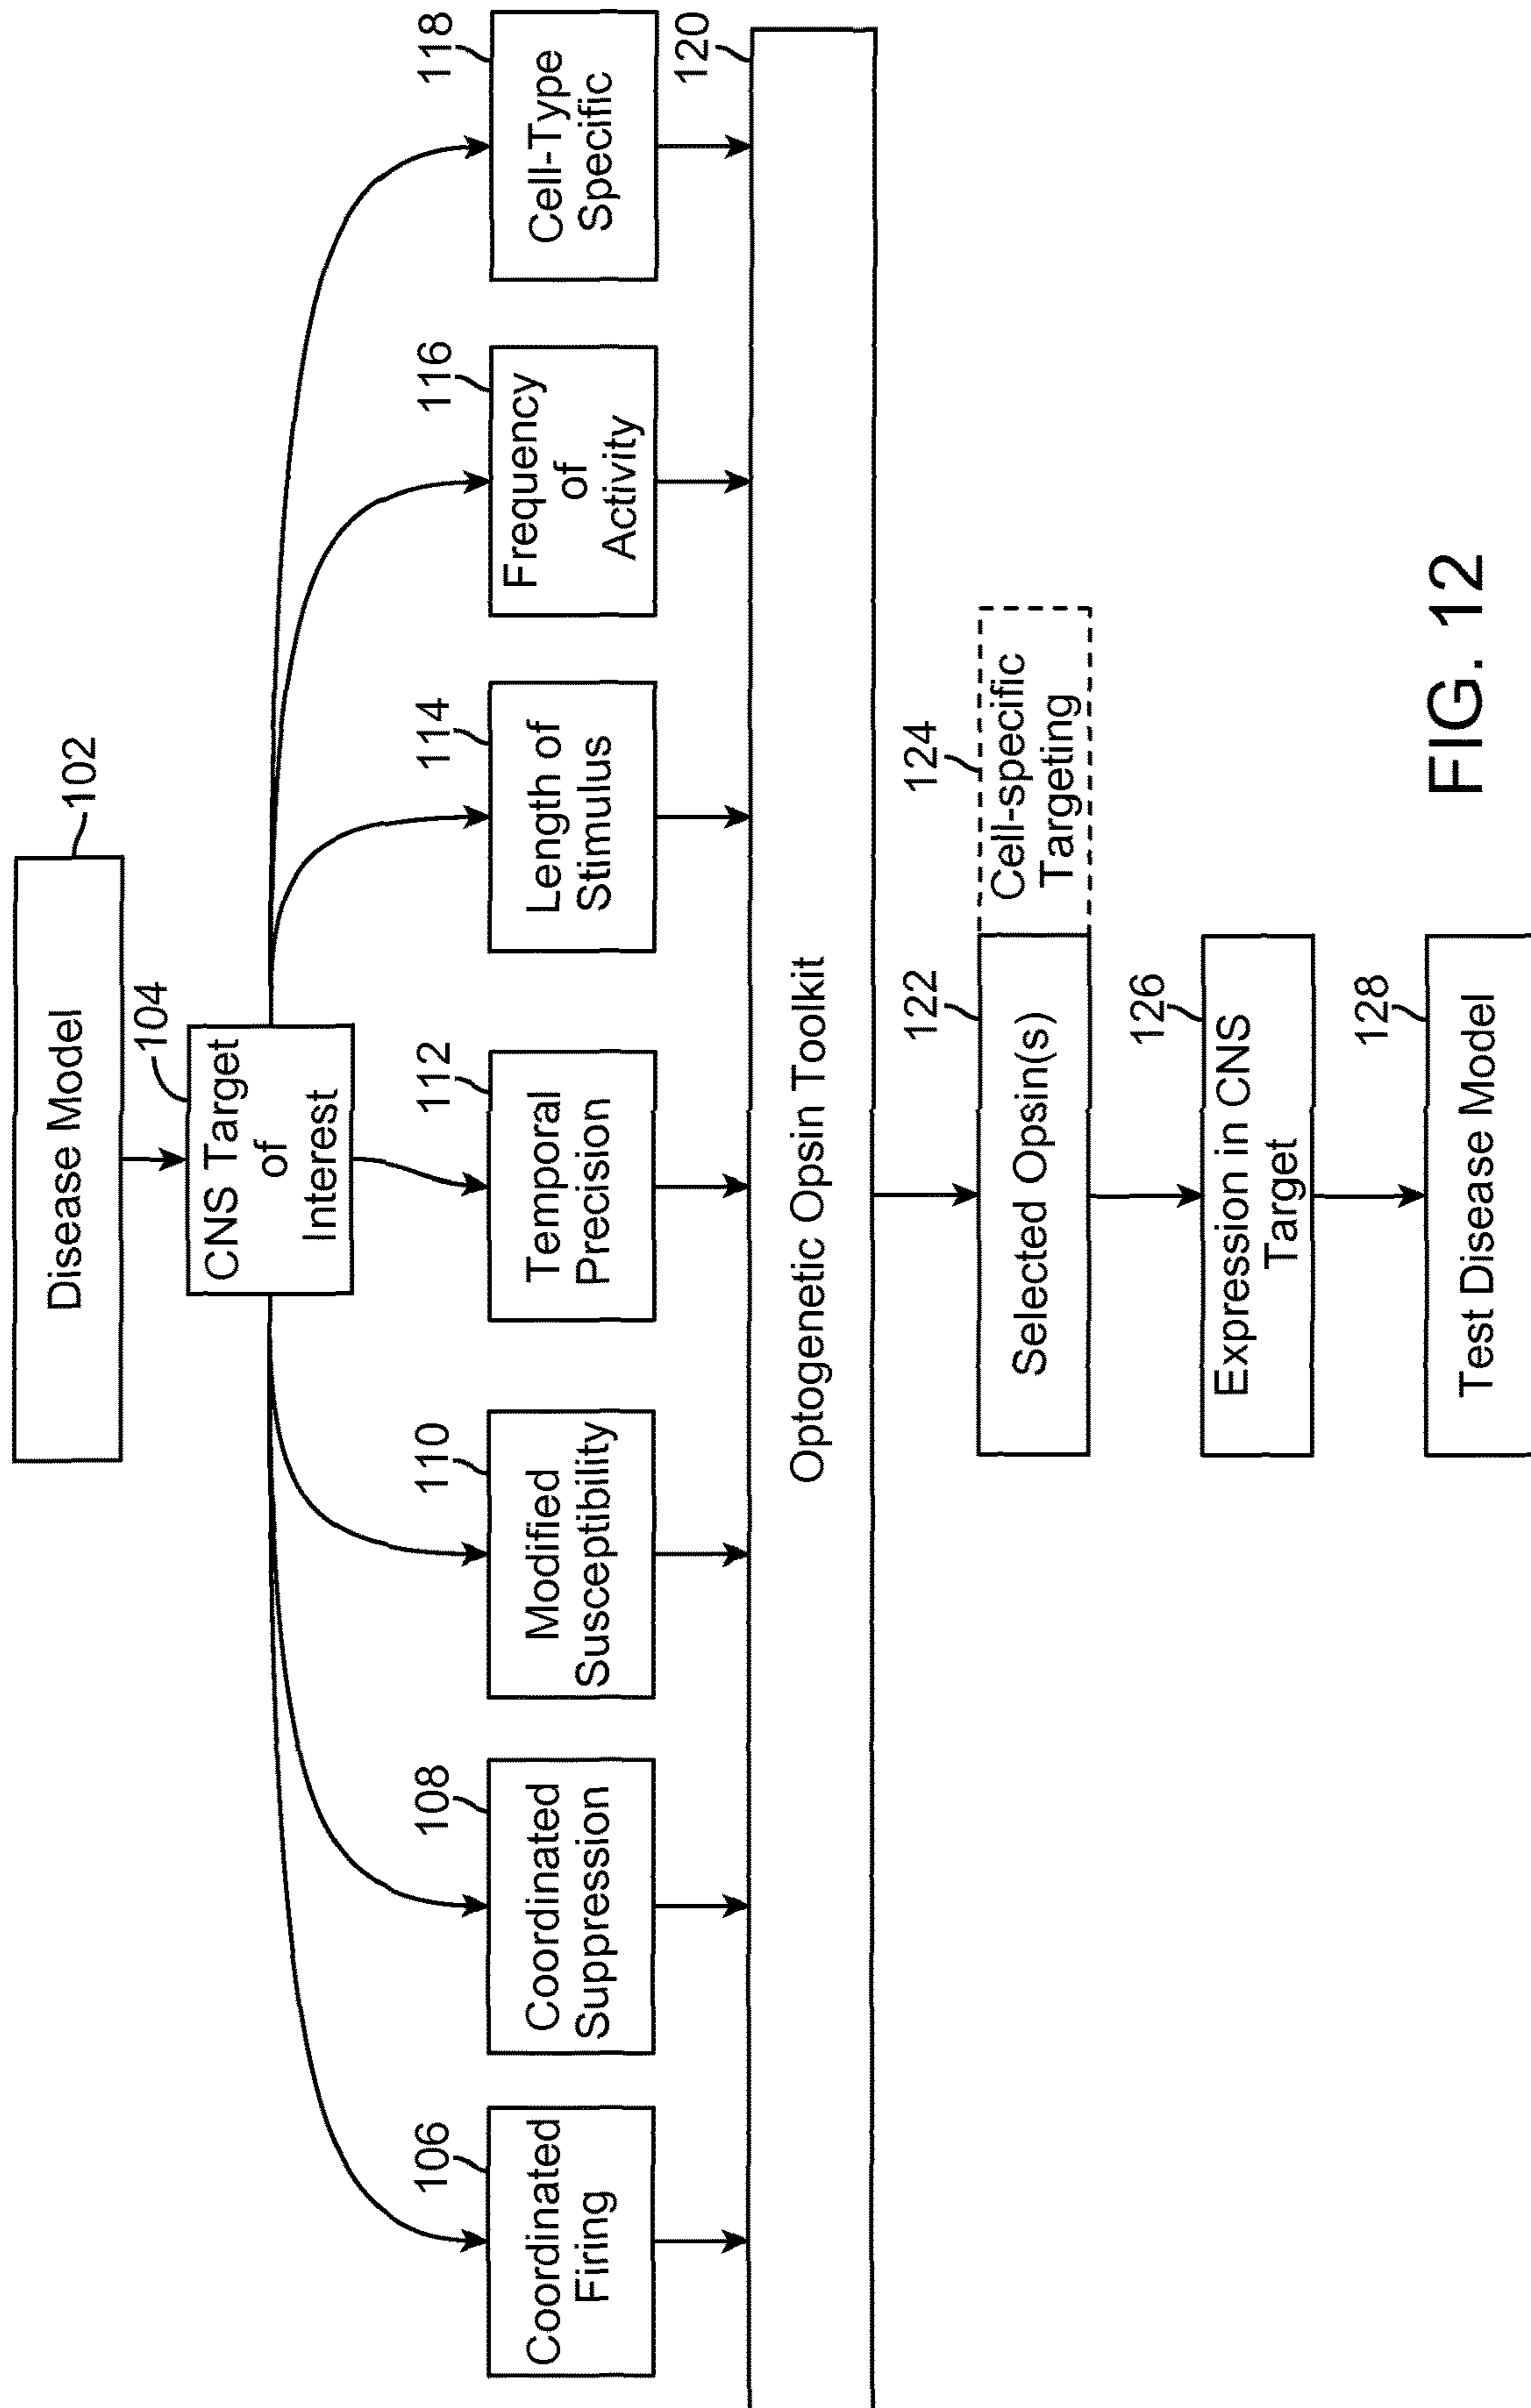 Disease Model
102
104
CNS Target
of
Interest
106
Coordinated
Firing
108
Coordinated
Suppression
110
Modified
Susceptibility
112
Temporal
Precision
114
Length of
Stimulus
116
Frequency
of
Activity
118
Cell-Type
Specific
120
Optogenetic Opsin Toolkit
122
Selected Opsin(s)
124
Cell-specific
Targeting
126
Expression in CNS
Target
128
Test Disease Model
FIG. 12